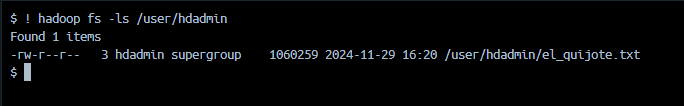 $ ! hadoop fs -ls /user/hdadmin
Found 1 items
-rw-r--r--   3 hdadmin supergroup    1060259 2024-11-29 16:20 /user/hdadmin/el_quijote.txt
$